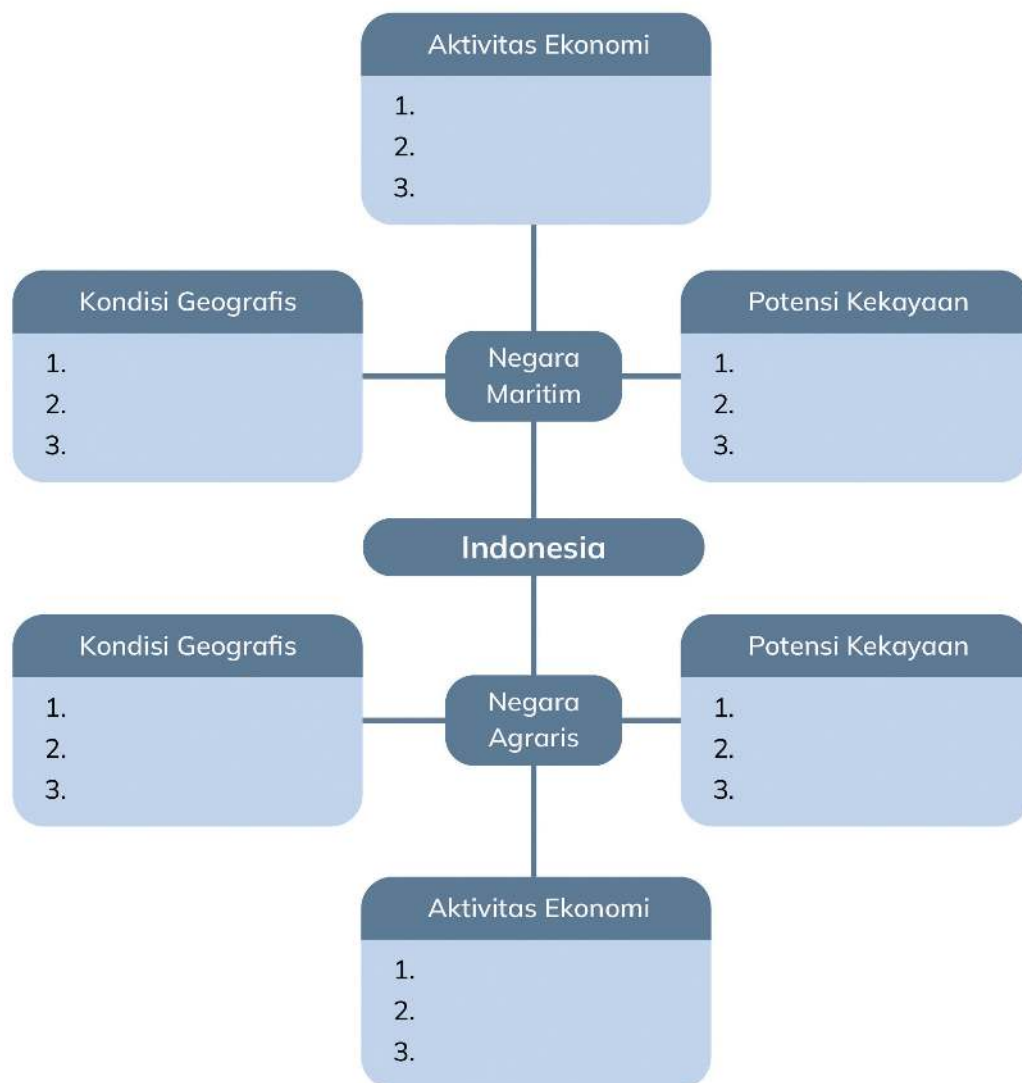 Aktivitas Ekonomi
1.
2.
3.
Kondisi Geografis
1.
2.
3.
Negara
Maritim
Potensi Kekayaan
1.
2.
3.
Indonesia
Kondisi Geografis
1.
2.
3.
Negara
Agraris
Potensi Kekayaan
1.
2.
3.
Aktivitas Ekonomi
1.
2.
3.